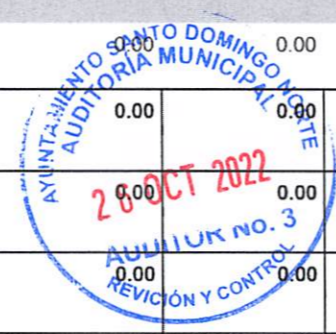 0.00 0.00
AYUNTAMIENTO SANTO DOMINGO NORTE
AUDITORÍA MUNICIPAL
0.00 0.00
0.00 0.00
26 OCT 2022
AUDITOR NO. 3
0.00 0.00
REVICIÓN Y CONTROL